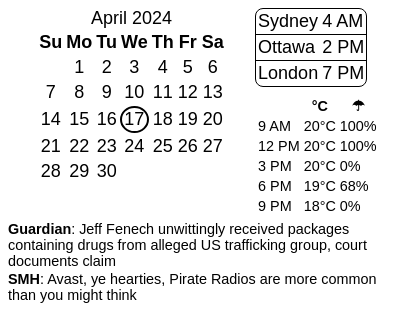 April 2024
Su Mo Tu We Th Fr Sa
1 2 3 4 5 6
7 8 9 10 11 12 13
14 15 16 17 18 19 20
21 22 23 24 25 26 27
28 29 30
Sydney 4 AM
Ottawa 2 PM
London 7 PM
°C ☂
9 AM 20°C 100%
12 PM 20°C 100%
3 PM 20°C 0%
6 PM 19°C 68%
9 PM 18°C 0%
Guardian: Jeff Fenech unwittingly received packages
containing drugs from alleged US trafficking group, court
documents claim
SMH: Avast, ye hearties, Pirate Radios are more common
than you might think